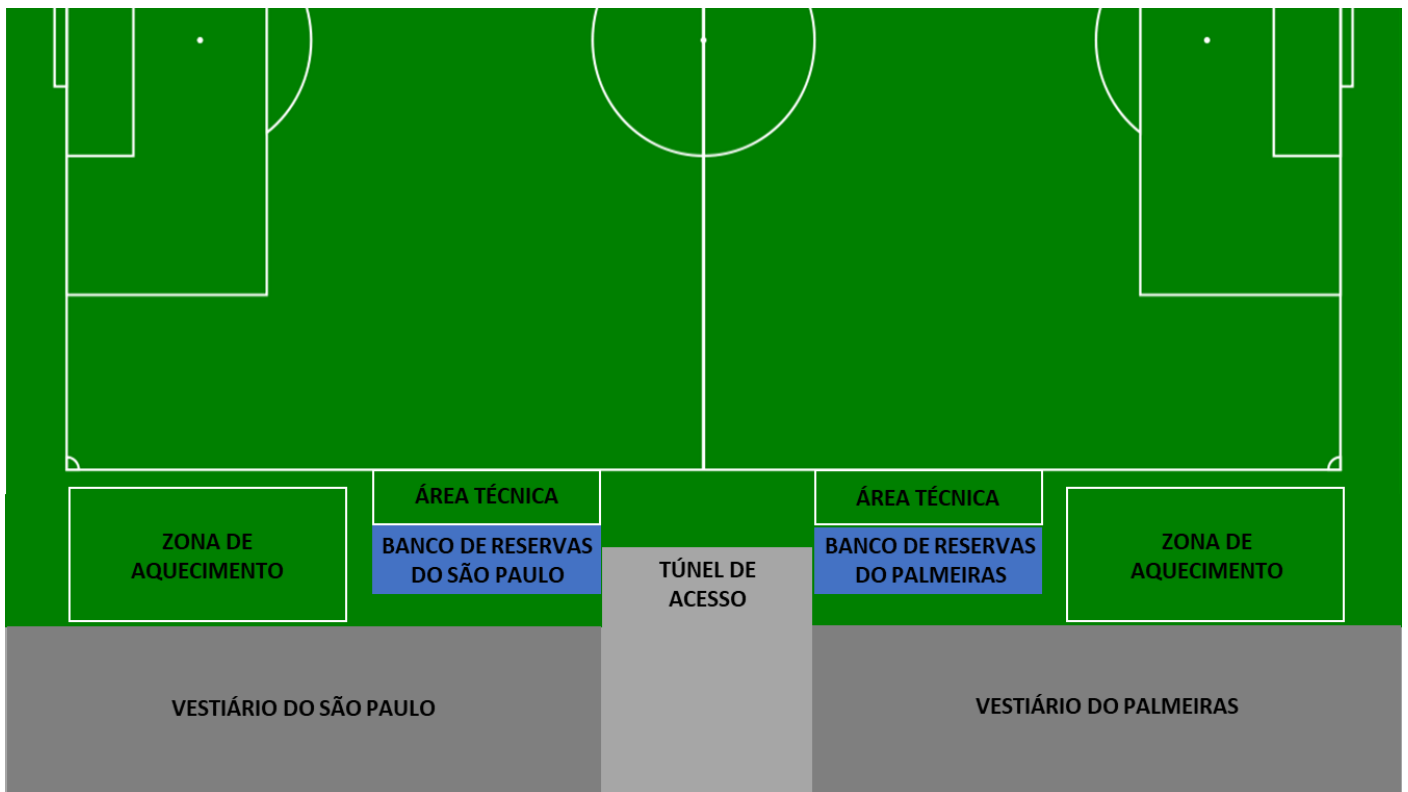 ÁREA TÉCNICA
ÁREA TÉCNICA
ZONA DE
AQUECIMENTO
BANCO DE RESERVAS
DO SÃO PAULO
TÚNEL DE
ACESSO
BANCO DE RESERVAS
DO PALMEIRAS
ZONA DE
AQUECIMENTO
VESTIÁRIO DO SÃO PAULO
VESTIÁRIO DO PALMEIRAS